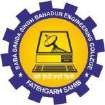 BABA BANDA SINGH BAHADUR ENGINEERING COLLEGE
FATEHGARH SAHIB